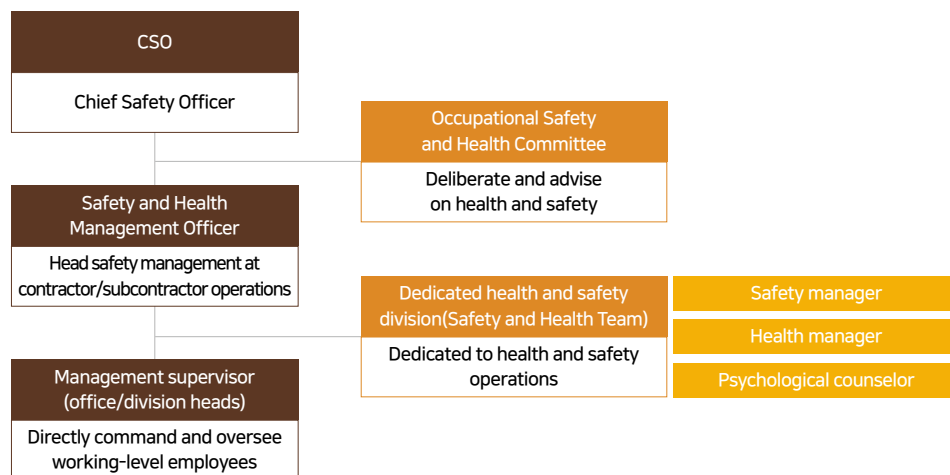 CSO
Chief Safety Officer
Occupational Safety
and Health Committee
Deliberate and advise
on health and safety
Safety and Health
Management Officer
Head safety management at
contractor/subcontractor operations
Dedicated health and safety
division(Safety and Health Team)
Dedicated to health and safety
operations
Safety manager
Health manager
Psychological counselor
Management supervisor
(office/division heads)
Directly command and oversee
working-level employees